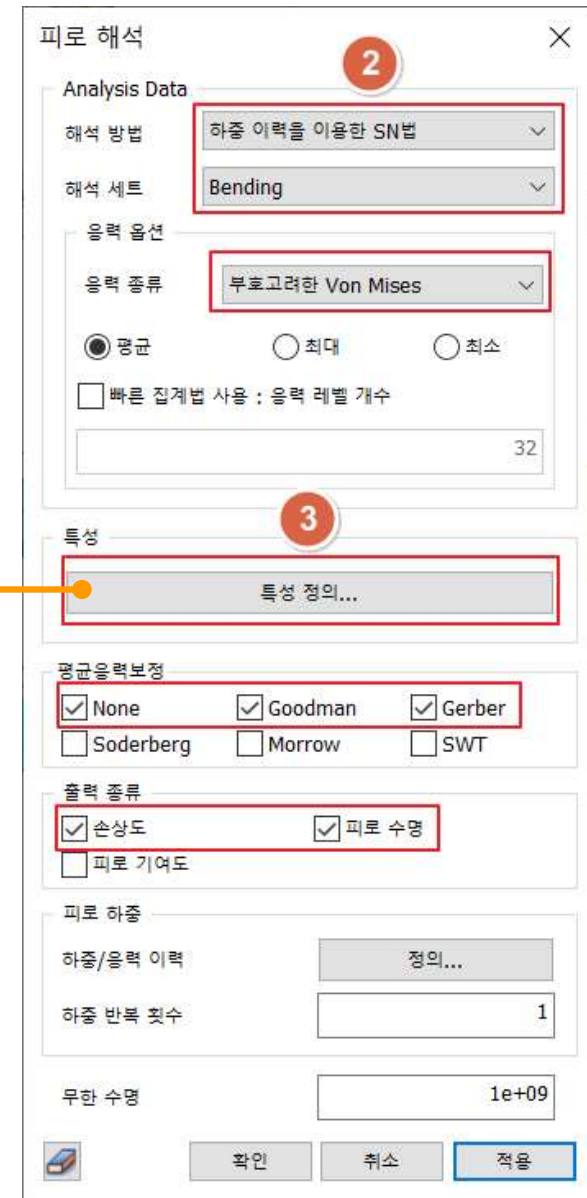 피로 해석
2
Analysis Data
해석 방법 하중 이력을 이용한 SN법
해석 세트 Bending
응력 옵션
응력 종류 부호고려한 Von Mises
평균 최대 최소
빠른 집계법 사용 : 응력 레벨 개수
32
3
특성
특성 정의...
평균응력보정
None Goodman Gerber
Soderberg Morrow SWT
출력 종류
손상도 피로 수명
피로 기여도
피로 하중
하중/응력 이력 정의...
하중 반복 횟수 1
무한 수명 1e+09
확인 취소 적용